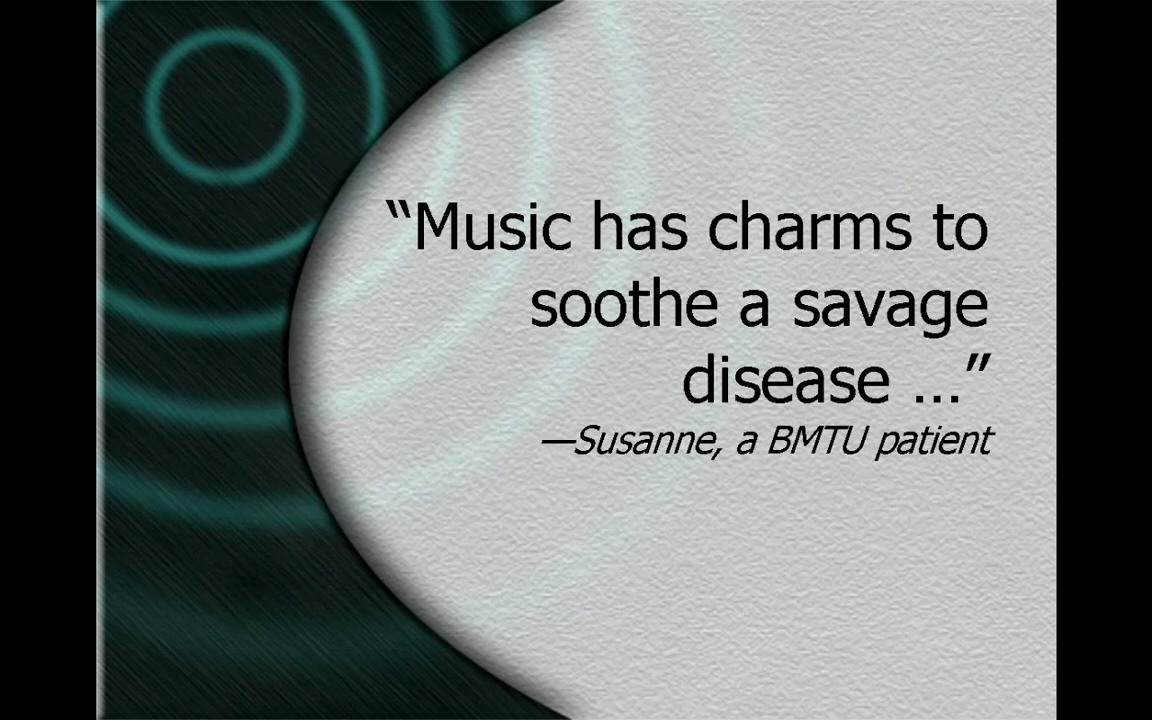 “Music has charms to
soothe a savage
disease …”
—Susanne, a BMTU patient